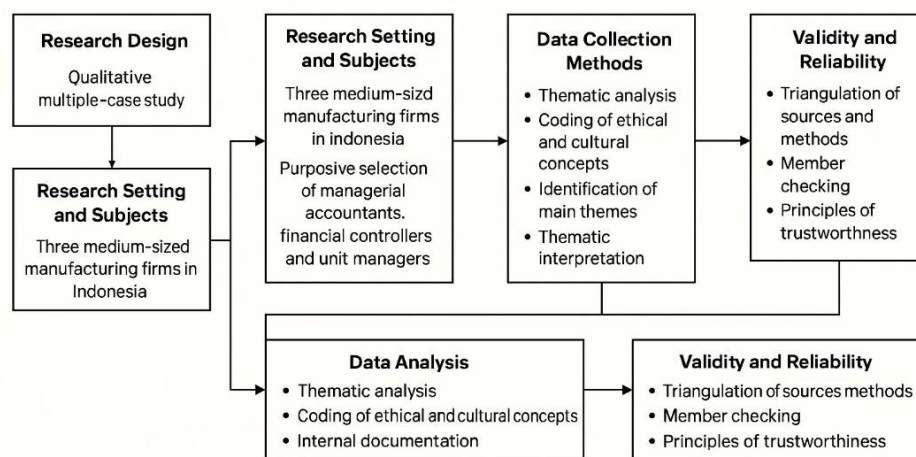 Research Design
Qualitative
multiple-case study
Research Setting
and Subjects
Three medium-sized
manufacturing firms in
Indonesia
Research Setting
and Subjects
Three medium-sizd
manufacturing firms
in indonesia
Purposive selection
of managerial
accountants.
financial controllers
and unit managers
Data Collection
Methods
• Thematic analysis
• Coding of ethical
and cultural
concepts
• Identification of
main themes
• Thematic
interpretation
Validity and
Reliability
• Triangulation of
sources and
methods
• Member
checking
• Principles of
trustworthness
Data Analysis
• Thematic analysis
• Coding of ethical and cultural concepts
• Internal documentation
Validity and Reliability
• Triangulation of sources methods
• Member checking
• Principles of trustworthiness